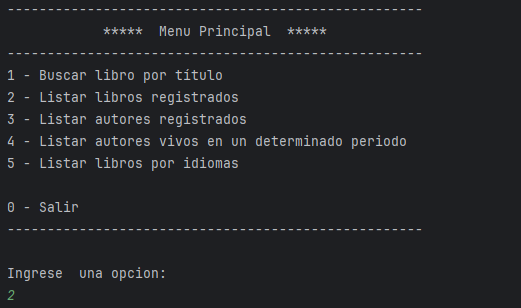 ----------------------------------------------------
*****  Menu Principal  *****
----------------------------------------------------
1 - Buscar libro por título
2 - Listar libros registrados
3 - Listar autores registrados
4 - Listar autores vivos en un determinado periodo
5 - Listar libros por idiomas
0 - Salir
----------------------------------------------------
Ingrese  una opcion:
2